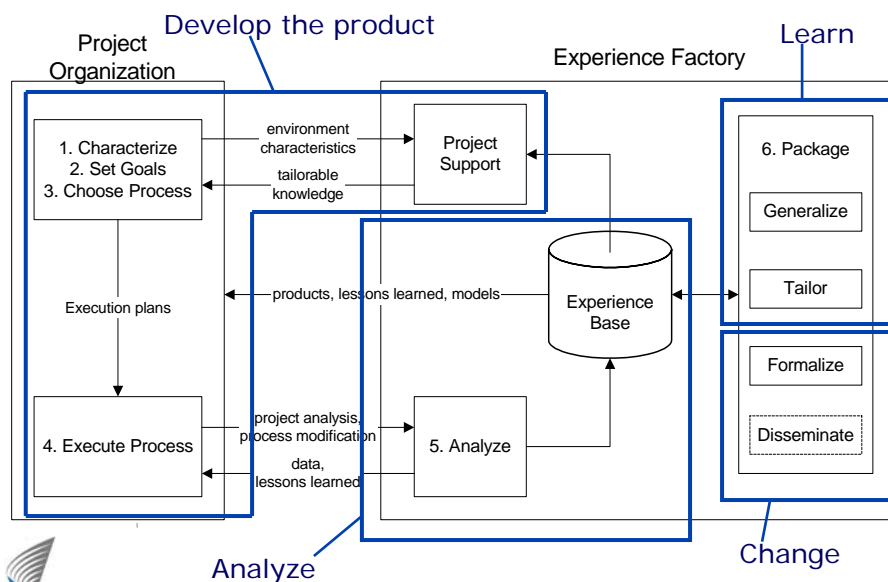 Develop the product
Learn
Project
Organization
Experience Factory
1. Characterize
2. Set Goals
3. Choose Process
environment
characteristics
tailorable
knowledge
Project
Support
6. Package
Generalize
Tailor
Execution plans
products, lessons learned, models
Experience
Base
Formalize
Disseminate
4. Execute Process
project analysis,
process modification
data,
lessons learned
5. Analyze
Analyze
Change